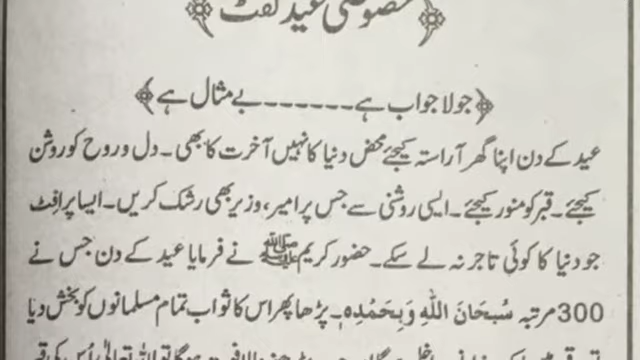 خصوصی عید گفٹ
﴿جو لاجواب ہے ۔۔۔۔۔۔ بے مثال ہے﴾
عید کے دن اپنا گھر آراستہ کیجئے محض دنیا کا نہیں آخرت کا بھی۔ دل و روح کو روشن
کیجئے۔ قبر کو منور کیجئے۔ ایسی روشنی سے جس پر امیر، وزیر بھی رشک کریں۔ ایسا پرافٹ
جو دنیا کا کوئی تاجر نہ لے سکے۔ حضور کریم ﷺ نے فرمایا عید کے دن جس نے
300 مرتبہ سُبحَانَ اللّٰہِ وَبِحَمْدِہٖ۔ پڑھا پھر اس کا ثواب تمام مسلمانوں کو بخش دیا